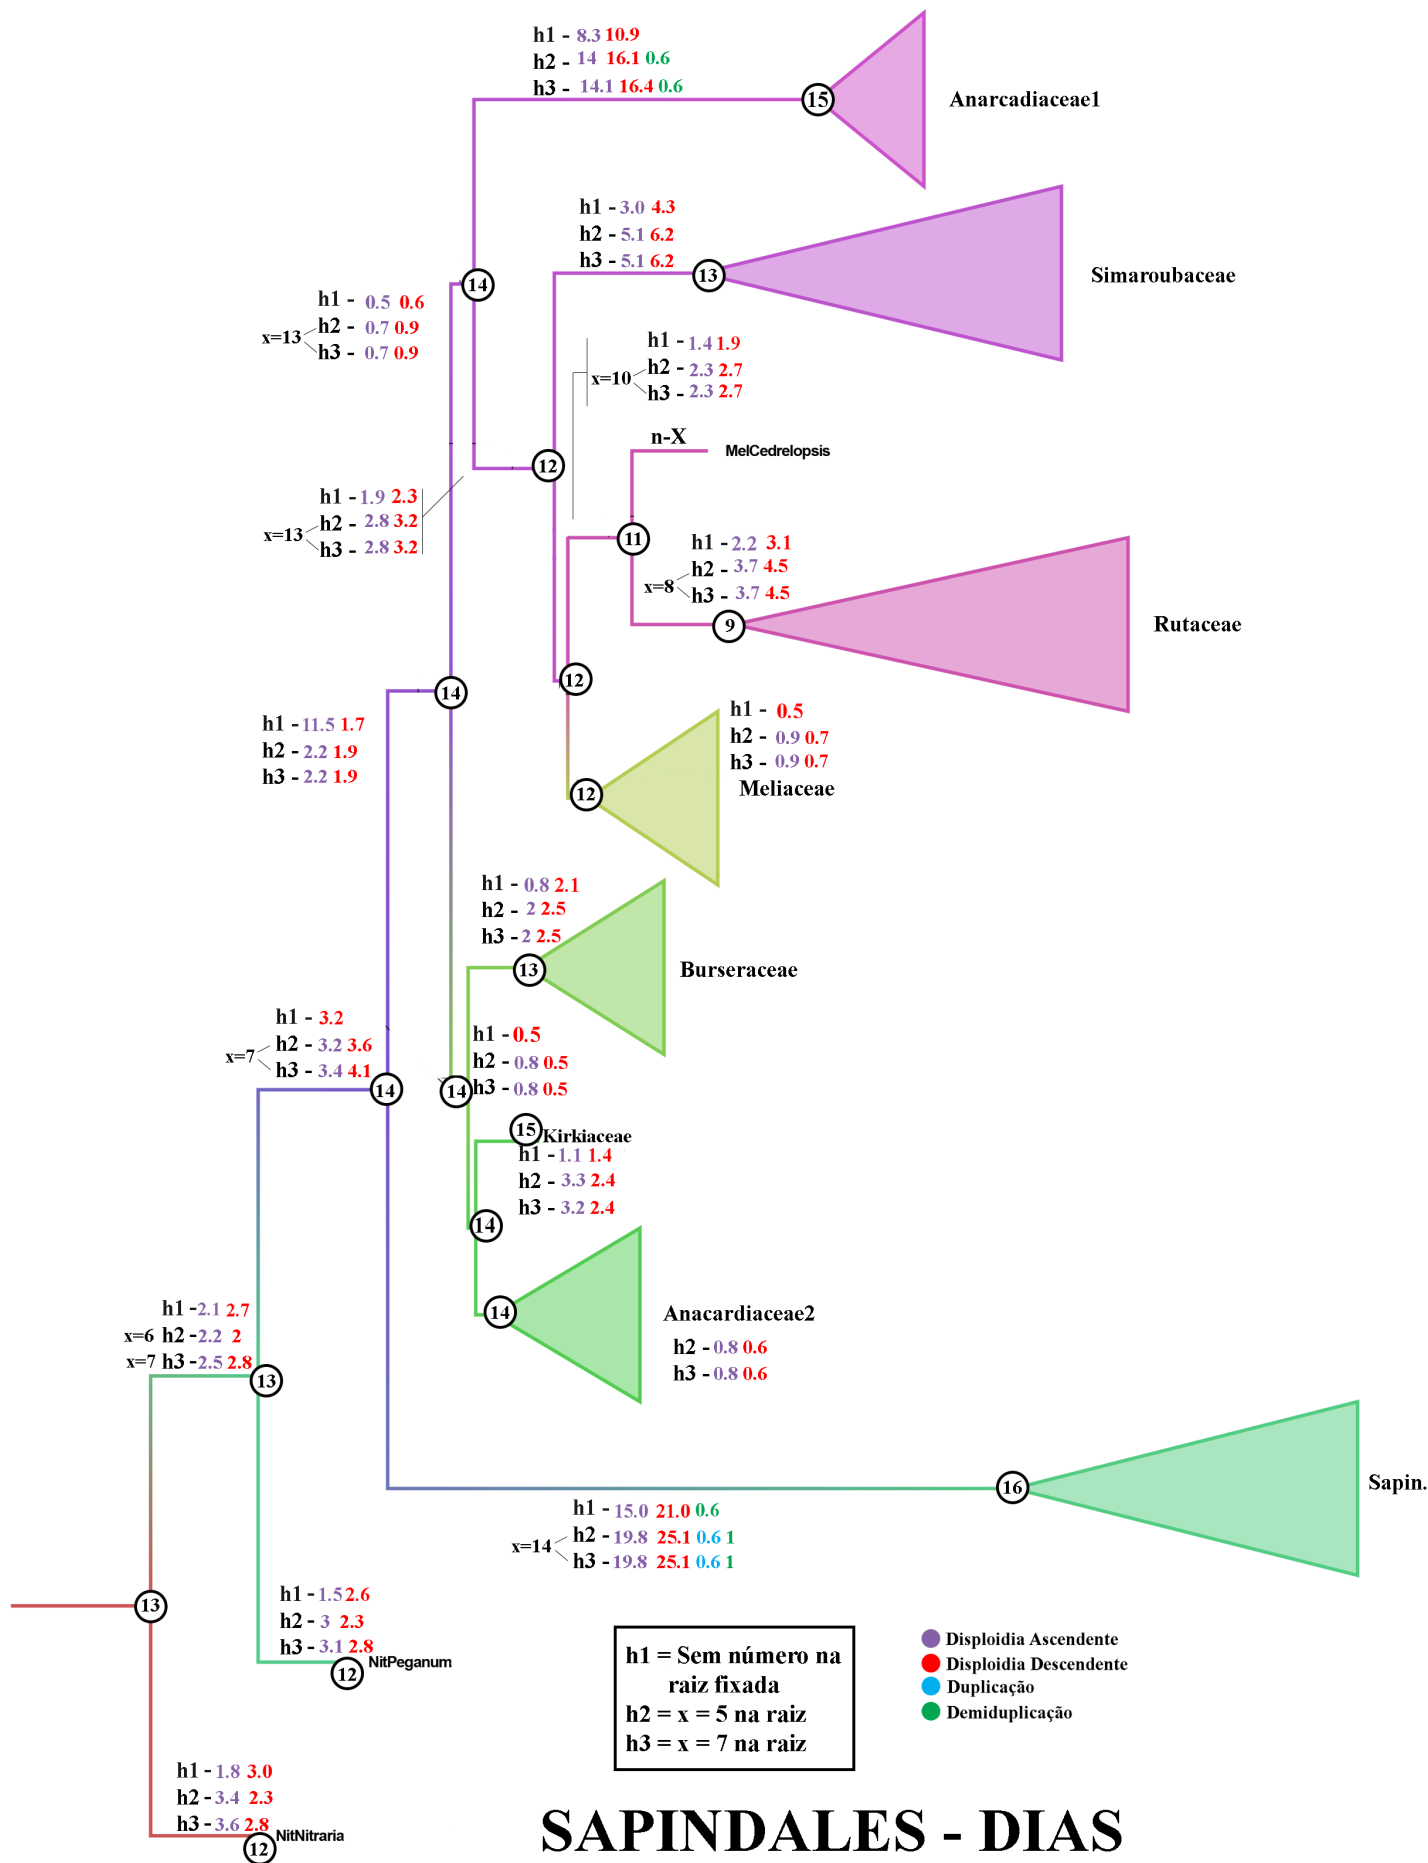 h1 - 8.3 10.9
h2 - 14 16.1 0.6
h3 - 14.1 16.4 0.6
15
Anarcadiaceae1
h1 - 3.0 4.3
h2 - 5.1 6.2
h3 - 5.1 6.2
13
Simaroubaceae
14
h1 - 0.5 0.6
x=13 h2 - 0.7 0.9
h3 - 0.7 0.9
h1 - 1.4 1.9
x=10 h2 - 2.3 2.7
h3 - 2.3 2.7
n-X
MelCedrelopsis
12
h1 - 1.9 2.3
x=13 h2 - 2.8 3.2
h3 - 2.8 3.2
11
h1 - 2.2 3.1
x=8 h2 - 3.7 4.5
h3 - 3.7 4.5
9
Rutaceae
12
14
h1 - 11.5 1.7
h2 - 2.2 1.9
h3 - 2.2 1.9
h1 - 0.5
h2 - 0.9 0.7
h3 - 0.9 0.7
12
Meliaceae
h1 - 0.8 2.1
h2 - 2 2.5
h3 - 2 2.5
13
Burseraceae
h1 - 3.2
x=7 h2 - 3.2 3.6
h3 - 3.4 4.1
14
h1 - 0.5
h2 - 0.8 0.5
h3 - 0.8 0.5
14
15
Kirkiaceae
h1 - 1.1 1.4
h2 - 3.3 2.4
h3 - 3.2 2.4
14
14
Anacardiaceae2
h2 - 0.8 0.6
h3 - 0.8 0.6
h1 - 2.1 2.7
x=6 h2 - 2.2 2
x=7 h3 - 2.5 2.8
13
16
Sapin.
h1 - 15.0 21.0 0.6
x=14 h2 - 19.8 25.1 0.6 1
h3 - 19.8 25.1 0.6 1
13
h1 - 1.5 2.6
h2 - 3 2.3
h3 - 3.1 2.8
12
NitPeganum
h1 = Sem número na
raiz fixada
h2 = x = 5 na raiz
h3 = x = 7 na raiz
Disploidia Ascendente
Disploidia Descendente
Duplicação
Demiduplicação
h1 - 1.8 3.0
h2 - 3.4 2.3
h3 - 3.6 2.8
12
NitNitraria
SAPINDALES - DIAS